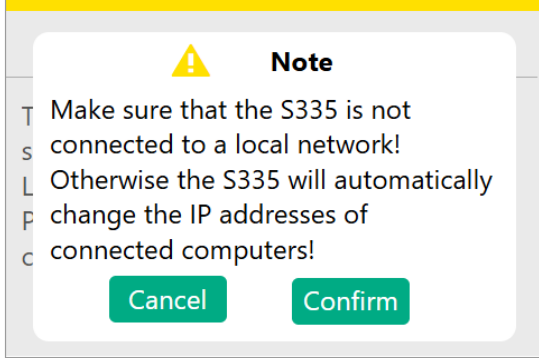 Note
Make sure that the S335 is not
connected to a local network!
Otherwise the S335 will automatically
change the IP addresses of
connected computers!
Cancel
Confirm